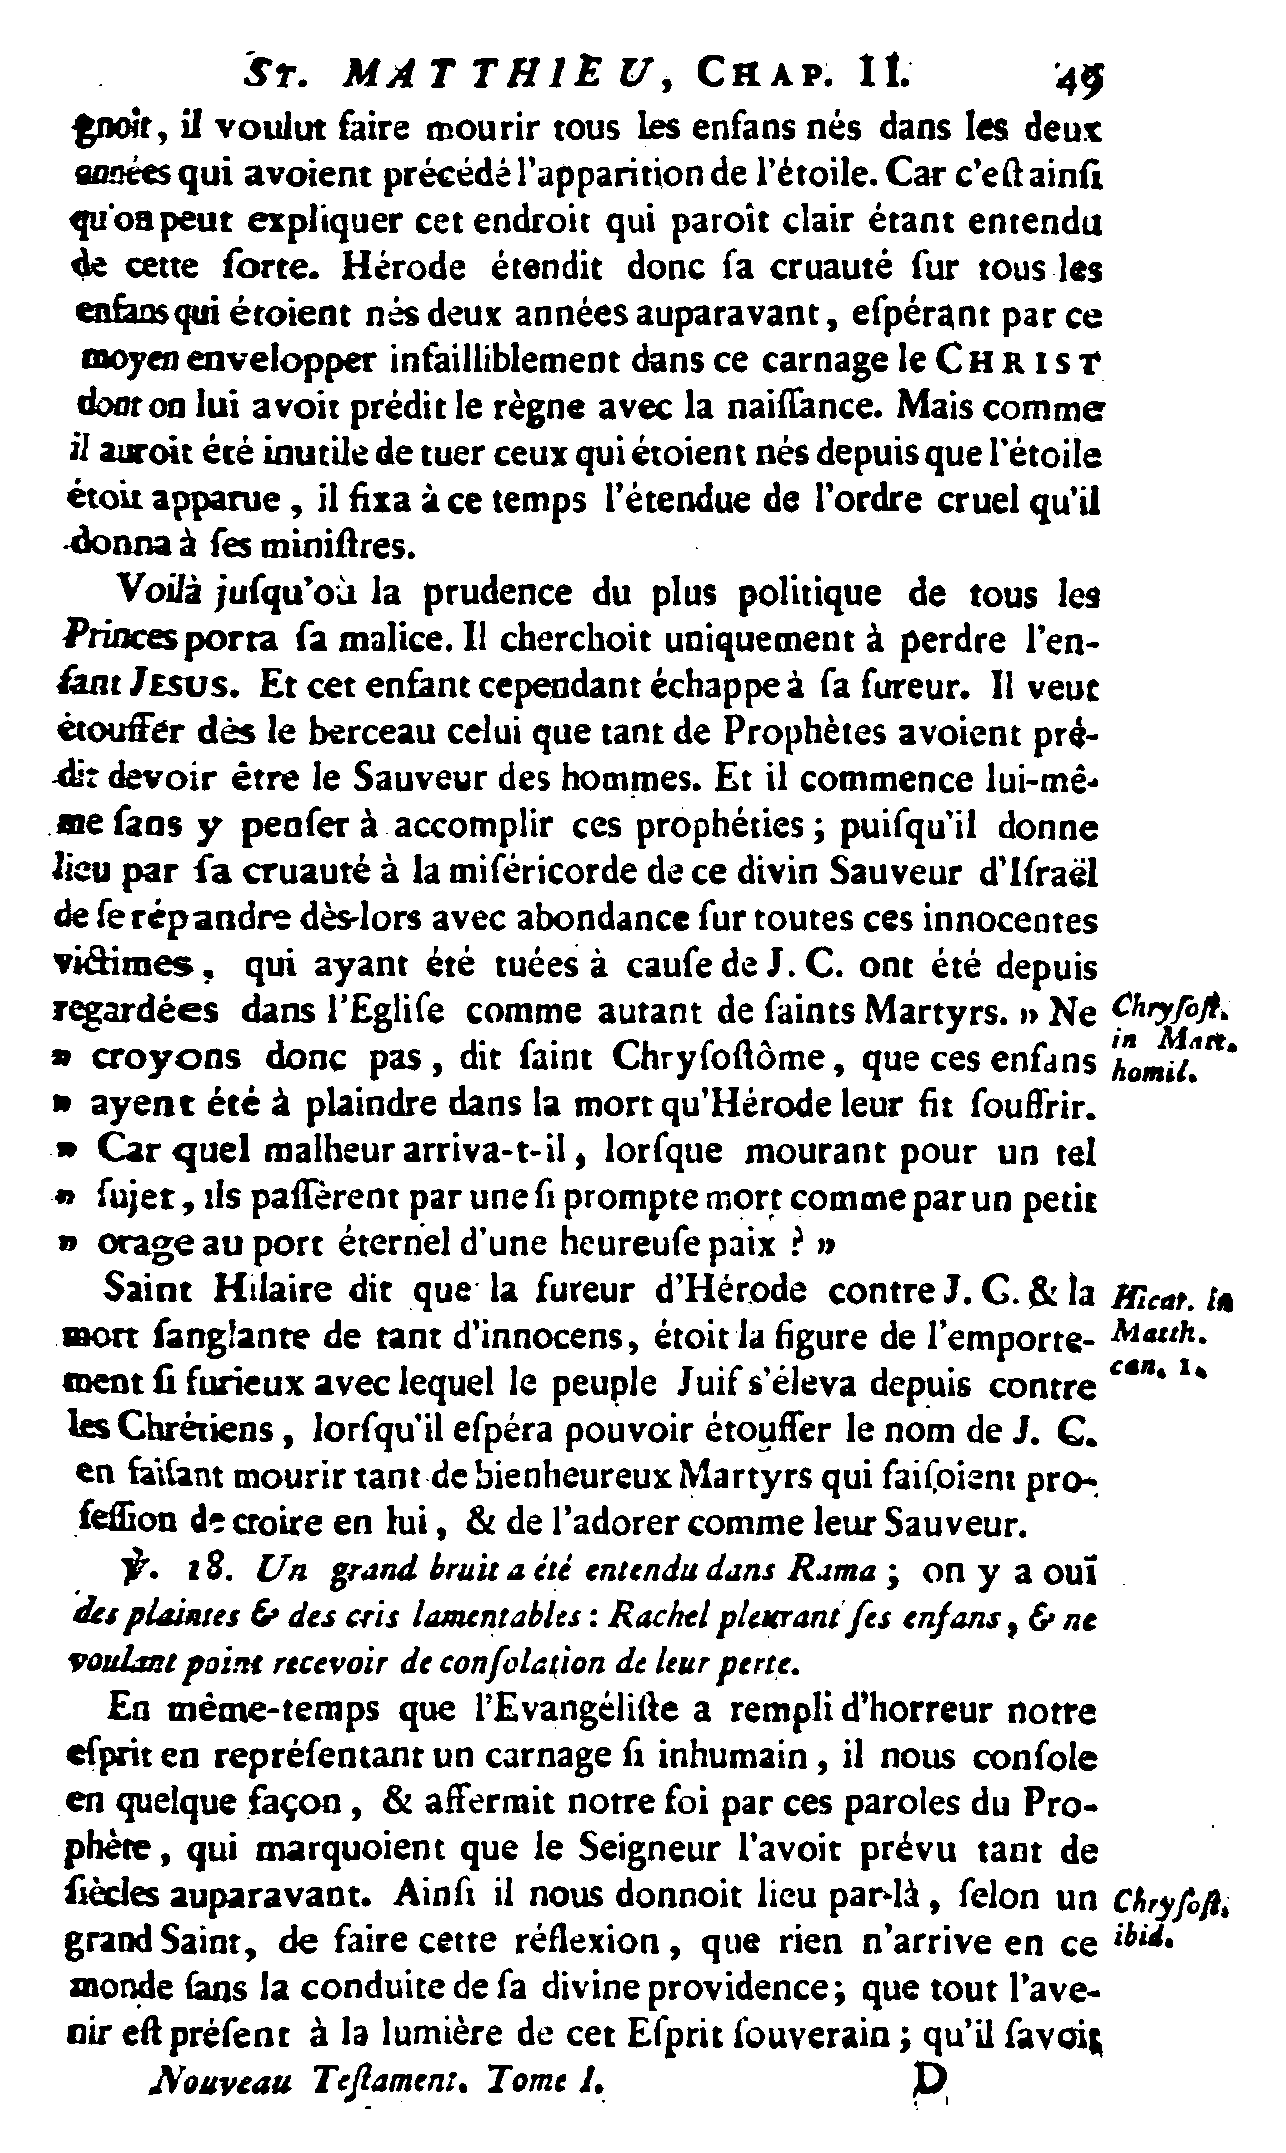 St. MATTHIEU, Chap. II. 49
gnoit, il voulut faire mourir tous les enfans nés dans les deux
années qui avoient précédé l'apparition de l'étoile. Car c'eſt ainſi
qu'on peut expliquer cet endroit qui paroît clair étant entendu
de cette ſorte. Hérode étendit donc ſa cruauté ſur tous les
enfans qui étoient nés deux années auparavant, eſpérant par ce
moyen envelopper infailliblement dans ce carnage le CHRIST
dont on lui avoit prédit le règne avec la naiſſance. Mais comme
il auroit été inutile de tuer ceux qui étoient nés depuis que l'étoile
étoit apparue, il fixa à ce temps l'étendue de l'ordre cruel qu'il
donna à ſes miniſtres.
Voilà juſqu'où la prudence du plus politique de tous les
Princes porta ſa malice. Il cherchoit uniquement à perdre l'en-
fant JESUS. Et cet enfant cependant échappe à ſa fureur. Il veut
étouffer dès le berceau celui que tant de Prophètes avoient pré-
dit devoir être le Sauveur des hommes. Et il commence lui-mê-
me ſans y penſer à accomplir ces prophéties; puiſqu'il donne
lieu par ſa cruauté à la miſéricorde de ce divin Sauveur d'Iſraël
de ſe répandre dès-lors avec abondance ſur toutes ces innocentes
victimes, qui ayant été tuées à cauſe de J. C. ont été depuis
regardées dans l'Egliſe comme autant de ſaints Martyrs. » Ne
» croyons donc pas, dit ſaint Chryſoſtôme, que ces enfans
» ayent été à plaindre dans la mort qu'Hérode leur fit ſouffrir.
» Car quel malheur arriva-t-il, lorſque mourant pour un tel
» ſujet, ils paſſèrent par une ſi prompte mort comme par un petit
» orage au port éternel d'une heureuſe paix ? »
Chryſoſt.
in Matt.
homil.
Saint Hilaire dit que la fureur d'Hérode contre J. C. & la
mort ſanglante de tant d'innocens, étoit la figure de l'emporte-
ment ſi furieux avec lequel le peuple Juif s'éleva depuis contre
les Chrétiens, lorſqu'il eſpéra pouvoir étouffer le nom de J. C.
en faiſant mourir tant de bienheureux Martyrs qui faiſoient pro-
feſſion de croire en lui, & de l'adorer comme leur Sauveur.
Hicar. in
Matth.
can. 1.
℣. 18. Un grand bruit a été entendu dans Rama ; on y a ouï
des plaintes & des cris lamentables : Rachel pleurant ſes enfans, & ne
voulant point recevoir de conſolation de leur perte.
En même-temps que l'Evangéliſte a rempli d'horreur notre
eſprit en repréſentant un carnage ſi inhumain, il nous conſole
en quelque façon, & affermit notre foi par ces paroles du Pro-
phète, qui marquoient que le Seigneur l'avoit prévu tant de
ſiècles auparavant. Ainſi il nous donnoit lieu par-là, ſelon un
grand Saint, de faire cette réflexion, que rien n'arrive en ce
monde ſans la conduite de ſa divine providence; que tout l'ave-
nir eſt préſent à la lumière de cet Eſprit ſouverain ; qu'il ſavoit
Chryſoſt.
ibid.
Nouveau Teſtament. Tome I. D